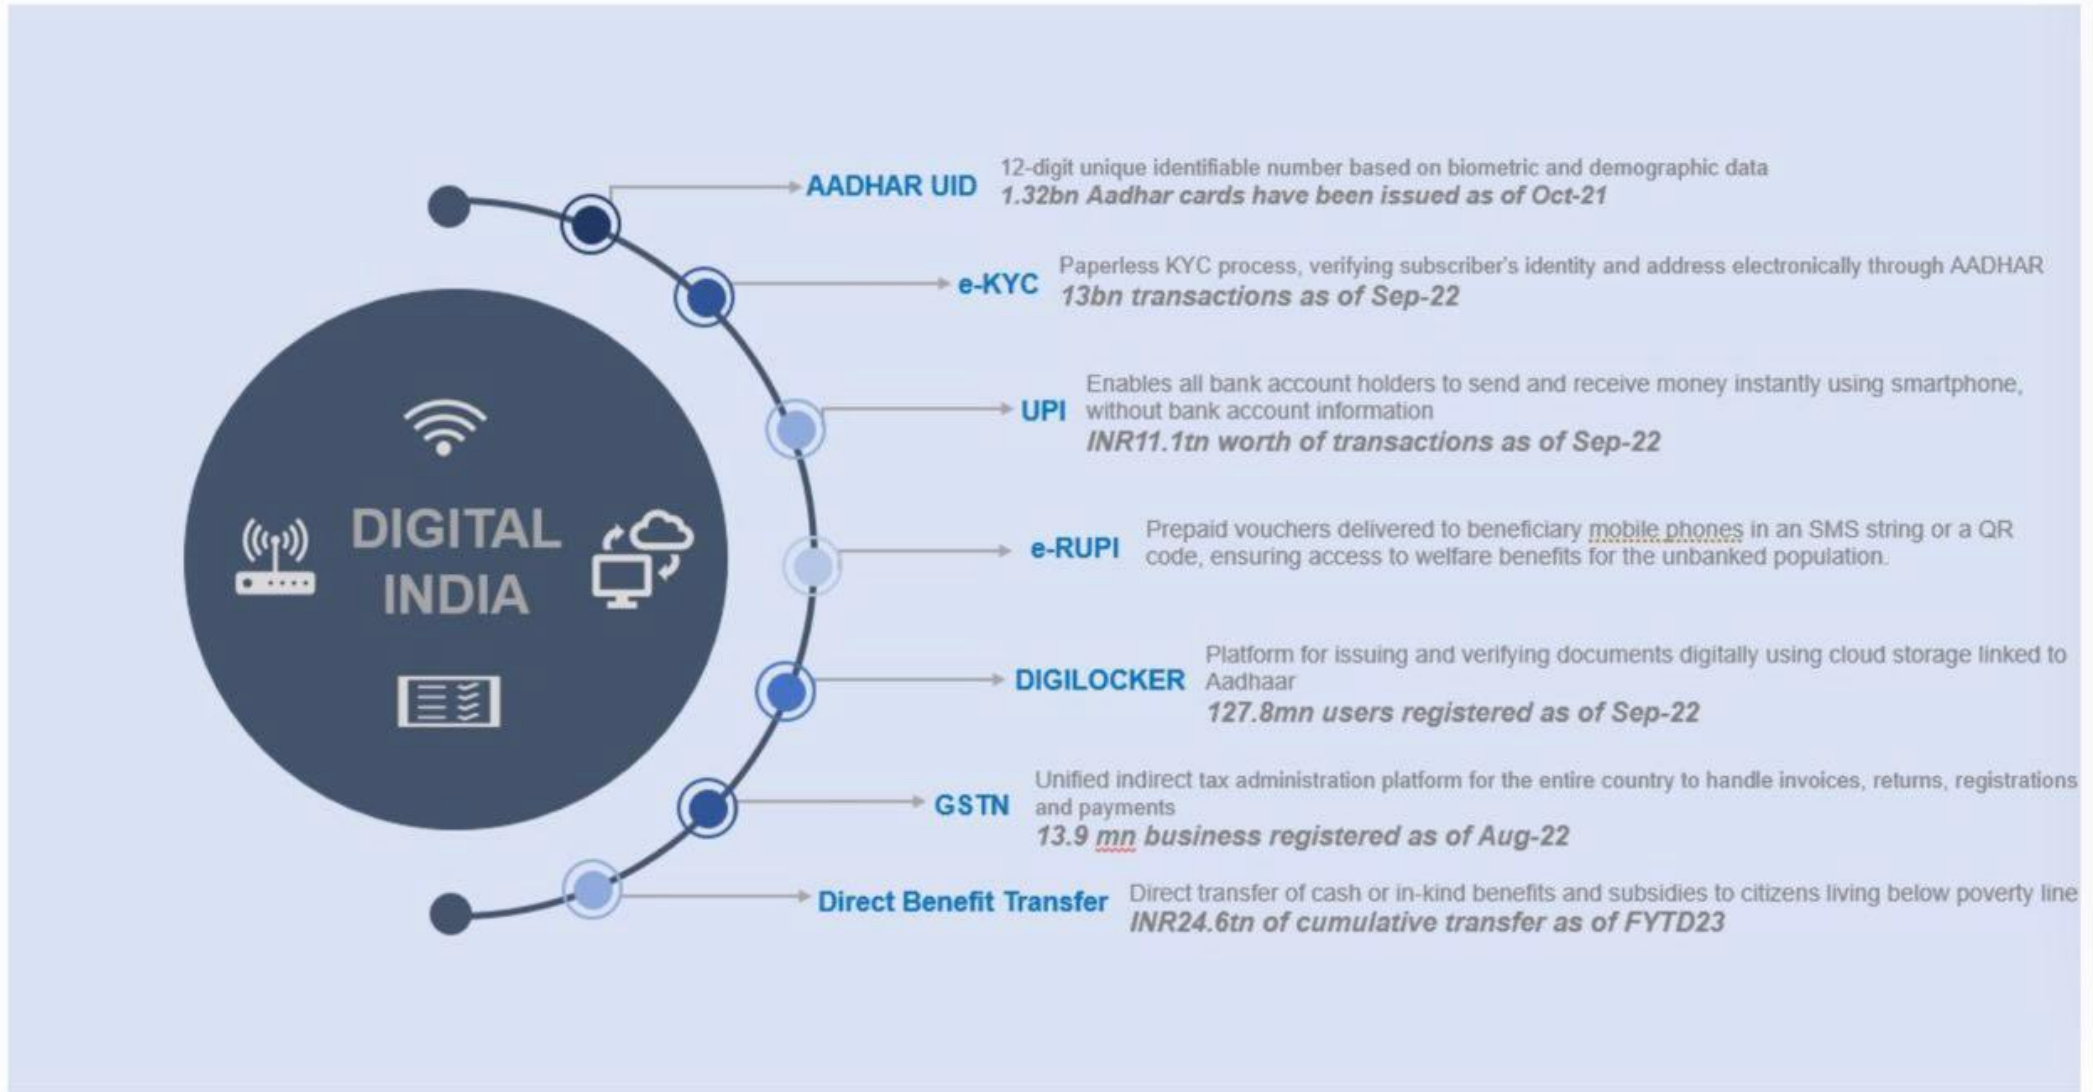 DIGITAL
INDIA
AADHAR UID
12-digit unique identifiable number based on biometric and demographic data
1.32bn Aadhar cards have been issued as of Oct-21
e-KYC
Paperless KYC process, verifying subscriber's identity and address electronically through AADHAR
13bn transactions as of Sep-22
UPI
Enables all bank account holders to send and receive money instantly using smartphone,
without bank account information
INR11.1tn worth of transactions as of Sep-22
e-RUPI
Prepaid vouchers delivered to beneficiary mobile phones in an SMS string or a QR
code, ensuring access to welfare benefits for the unbanked population.
DIGILOCKER
Platform for issuing and verifying documents digitally using cloud storage linked to
Aadhaar
127.8mn users registered as of Sep-22
GSTN
Unified indirect tax administration platform for the entire country to handle invoices, returns, registrations
and payments
13.9 mn business registered as of Aug-22
Direct Benefit Transfer
Direct transfer of cash or in-kind benefits and subsidies to citizens living below poverty line
INR24.6tn of cumulative transfer as of FYTD23